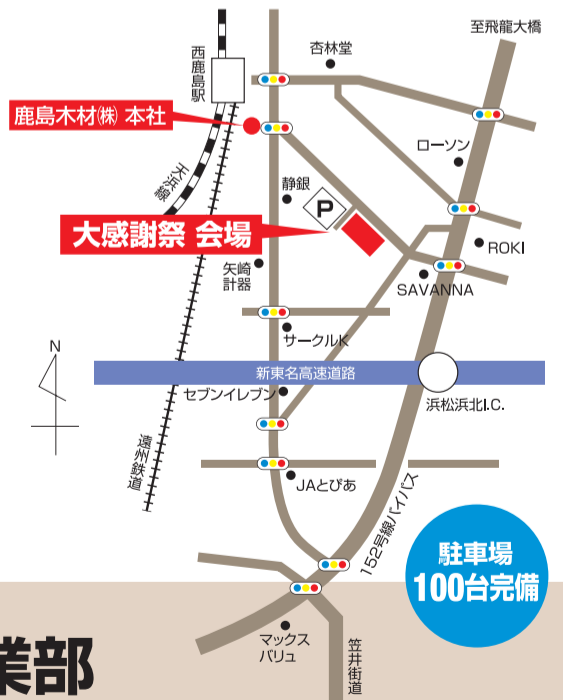 至飛龍大橋
杏林堂
西鹿島駅
鹿島木材㈱ 本社
ローソン
天浜線
静銀
P
大感謝祭 会場
ROKI
矢崎
計器
SAVANNA
サークルK
N
新東名高速道路
セブンイレブン
浜松浜北I.C.
遠州鉄道
JAとぴあ
152号線バイパス
駐車場
100台完備
マックス
バリュ
笠井街道
業部